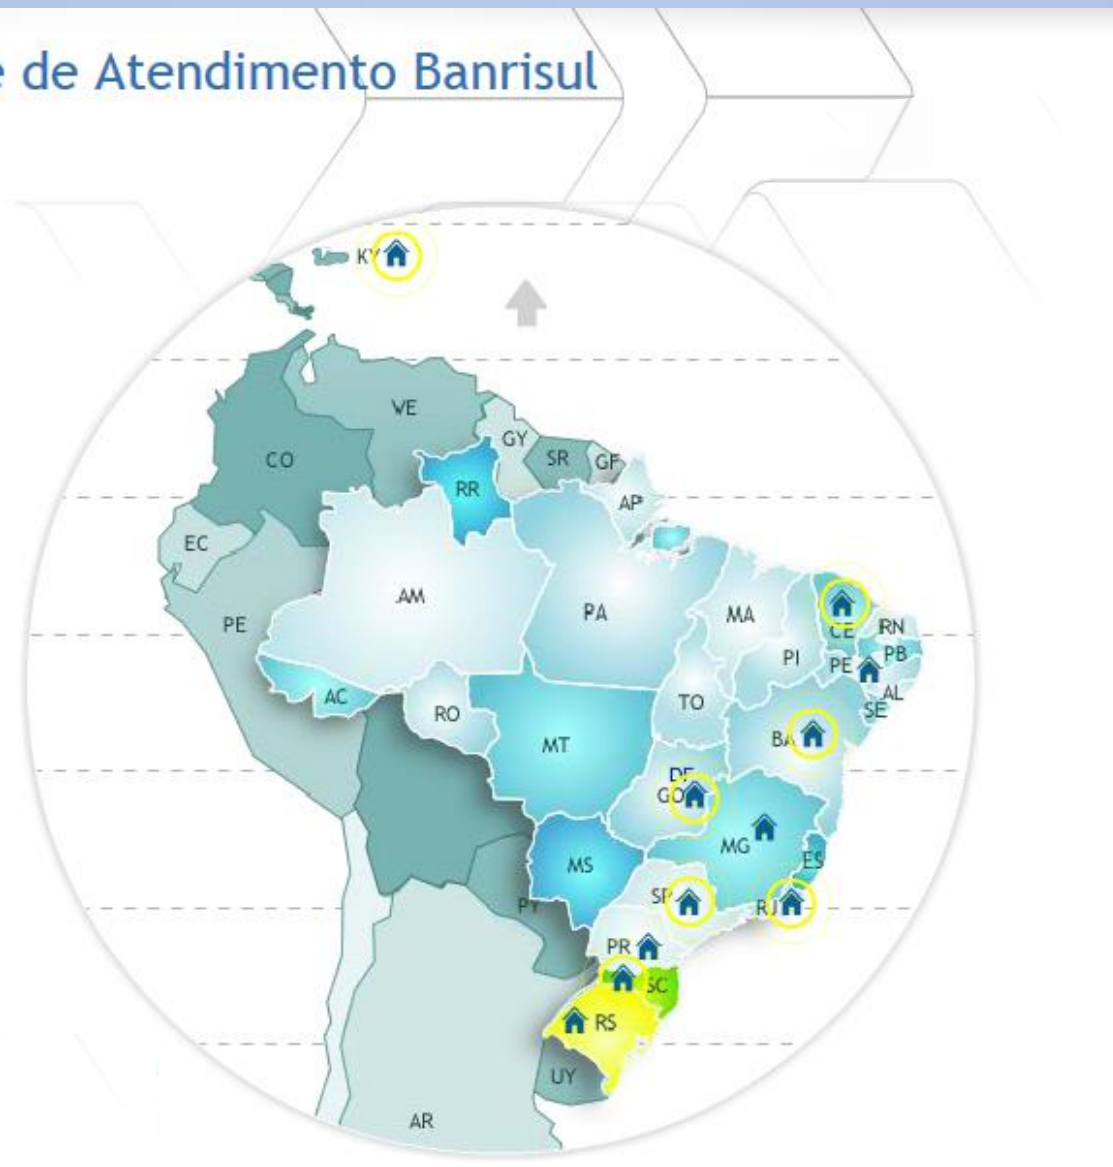 de Atendimento Banrisul
KY
WE
GY
CO
SR
GF
RR
AP
EC
AM
PA
MA
CE
RN
PE
PI
PE
PB
AC
TO
AL
RO
SE
MT
BA
DF
GO
MG
ES
MS
SP
PY
RJ
PR
SC
RS
UY
AR